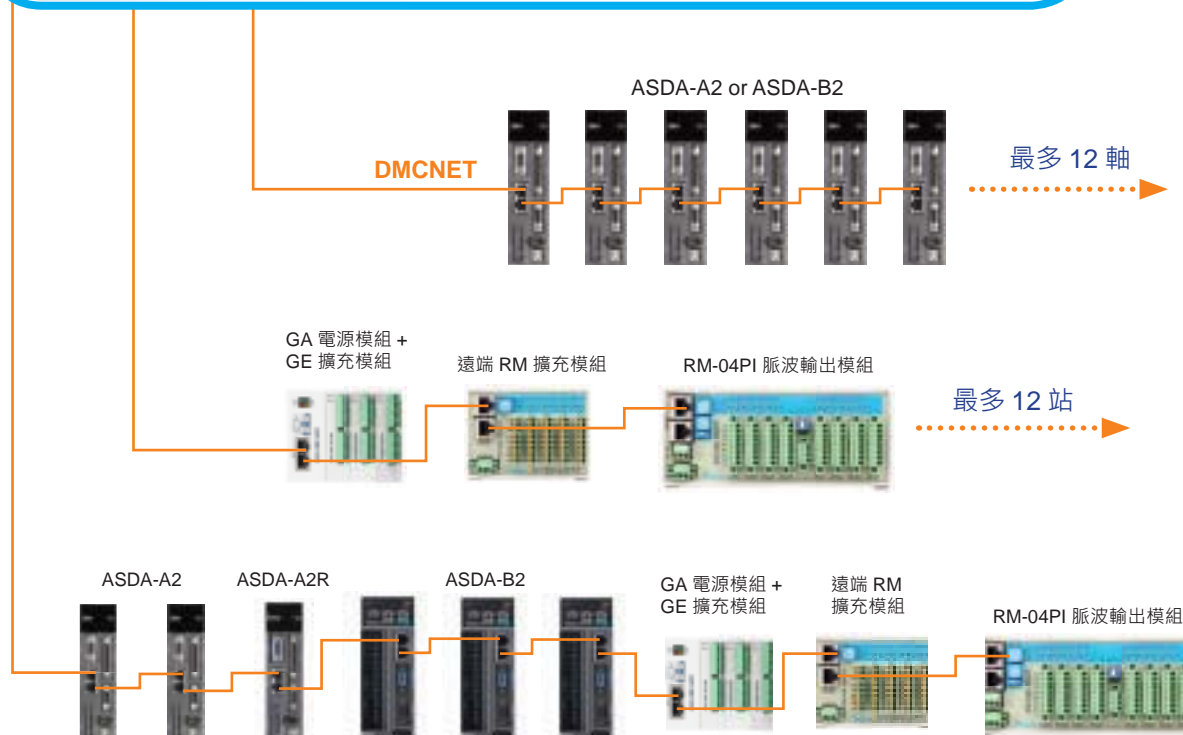 ASDA-A2 or ASDA-B2
DMCNET
最多 12 軸
GA 電源模組 +
GE 擴充模組
遠端 RM 擴充模組
RM-04PI 脈波輸出模組
最多 12 站
ASDA-A2
ASDA-A2R
ASDA-B2
GA 電源模組 +
GE 擴充模組
遠端 RM
擴充模組
RM-04PI 脈波輸出模組